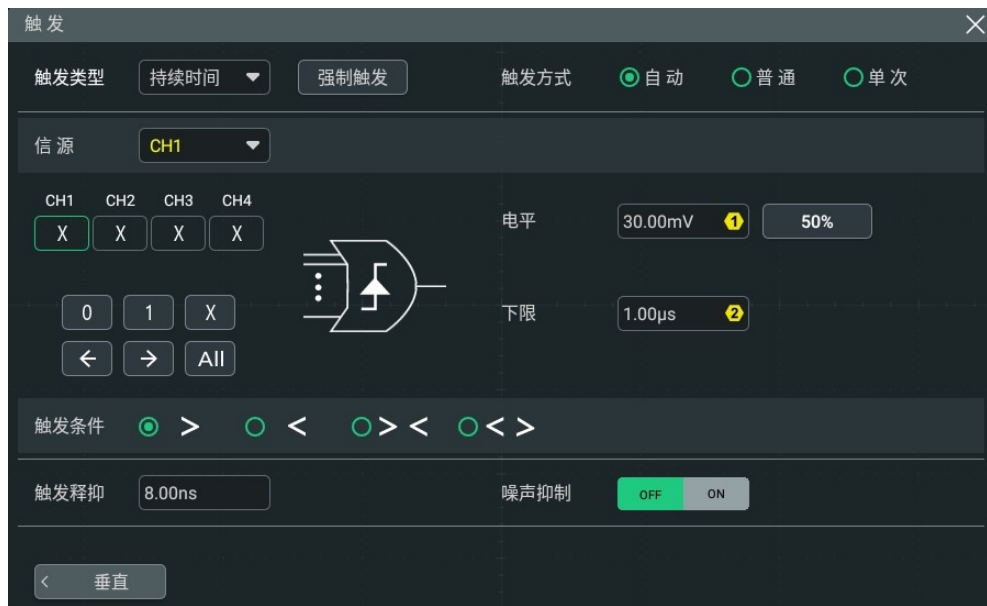 触发
触发类型 持续时间 强制触发 触发方式 自动 普通 单次
信源 CH1
CH1 CH2 CH3 CH4
X X X X
电平 30.00mV 1 50%
0 1 X
下限 1.00μs 2
← → All
触发条件 > < > < < >
触发释抑 8.00ns 噪声抑制 OFF ON
< 垂直